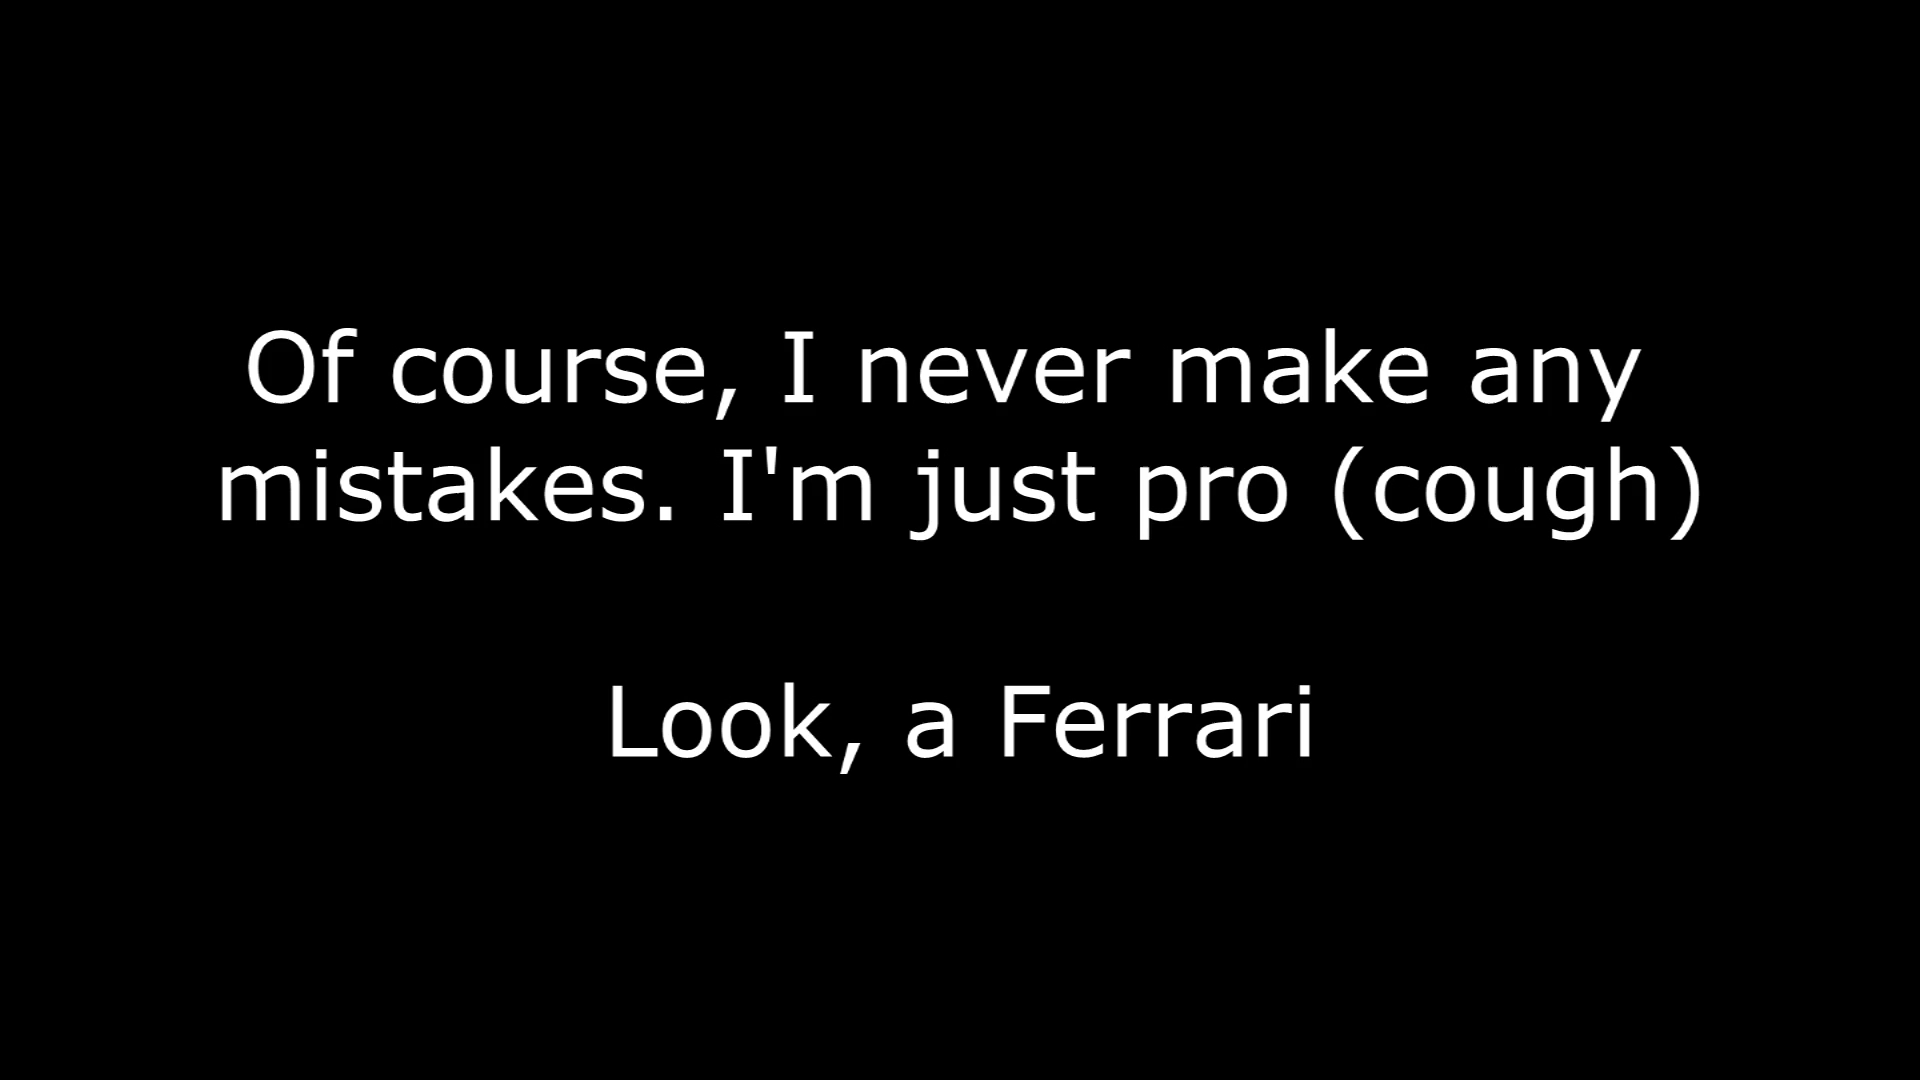 Of course, I never make any
mistakes. I'm just pro (cough)
Look, a Ferrari